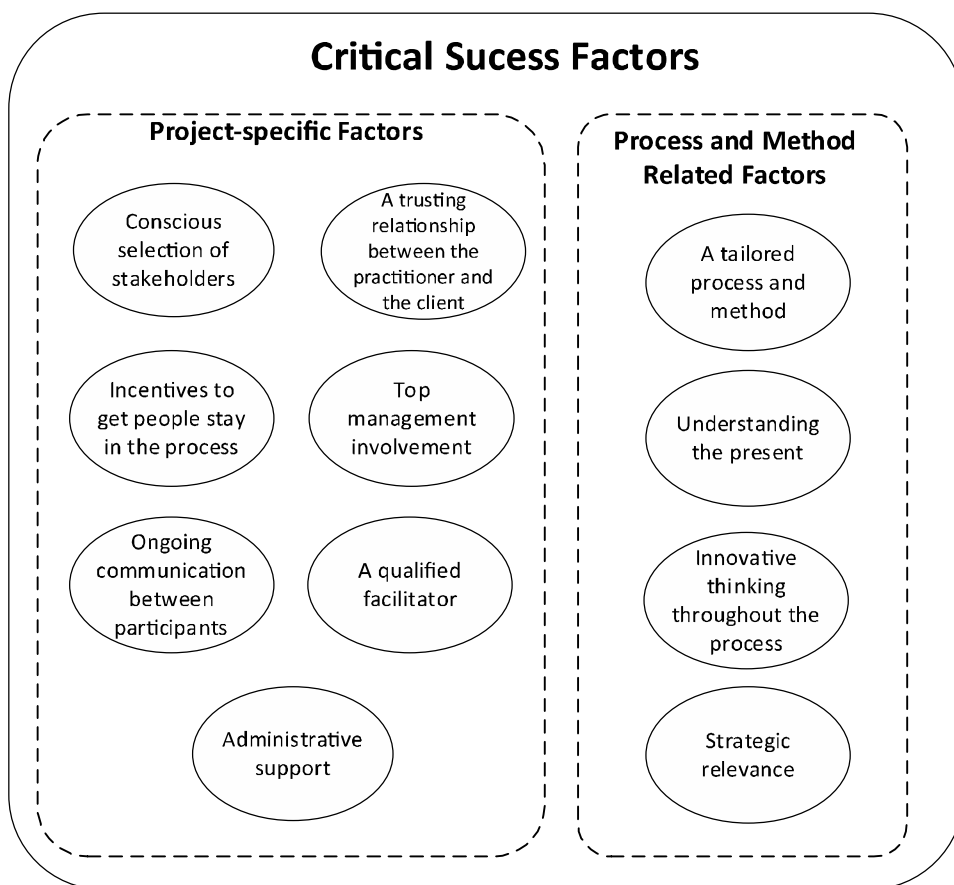 Critical Sucess Factors
Project-specific Factors
Conscious
selection of
stakeholders
A trusting
relationship
between the
practitioner and
the client
Incentives to
get people stay
in the process
Top
management
involvement
Ongoing
communication
between
participants
A qualified
facilitator
Administrative
support
Process and Method
Related Factors
A tailored
process and
method
Understanding
the present
Innovative
thinking
throughout the
process
Strategic
relevance